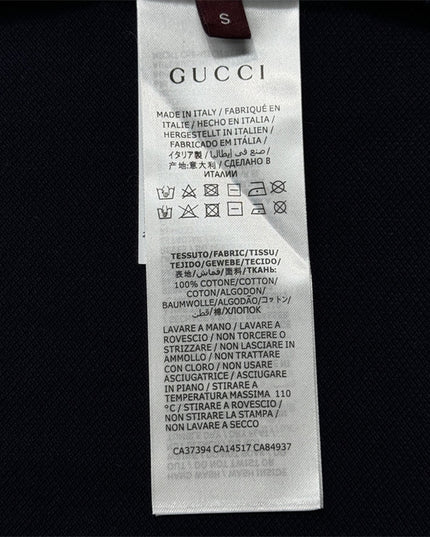 S
GUCCI
MADE IN ITALY / FABRIQUÉ EN
ITALIE / HECHO EN ITALIA /
HERGESTELLT IN ITALIEN /
FABRICADO EM ITÁLIA /
イタリア製 / صنع في إيطاليا /
产地:意大利 / СДЕЛАНО В
ИТАЛИИ
TESSUTO/FABRIC/TISSU/
TEJIDO/GEWEBE/TECIDO/
表地/قماش/面料/ТКАНЬ:
100% COTONE/COTTON/
COTON/ALGODON/
BAUMWOLLE/ALGODÃO/コットン/
قطن/棉/ХЛОПОК
LAVARE A MANO / LAVARE A
ROVESCIO / NON TORCERE O
STRIZZARE / NON LASCIARE IN
AMMOLLO / NON TRATTARE
CON CLORO / NON USARE
ASCIUGATRICE / ASCIUGARE
IN PIANO / STIRARE A
TEMPERATURA MASSIMA 110
°C / STIRARE A ROVESCIO /
NON STIRARE LA STAMPA /
NON LAVARE A SECCO
CA37394 CA14517 CA84937